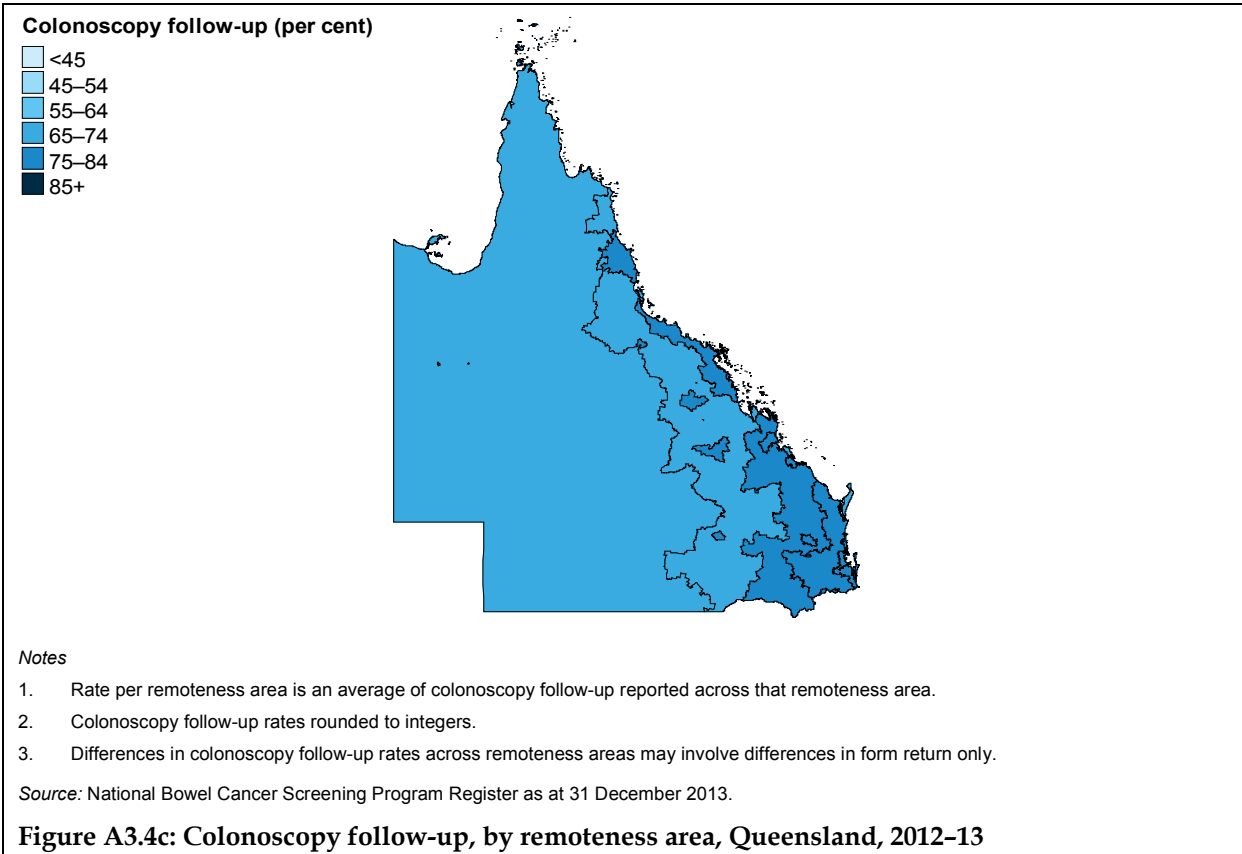 Colonoscopy follow-up (per cent)
<45
45–54
55–64
65–74
75–84
85+
Notes
1. Rate per remoteness area is an average of colonoscopy follow-up reported across that remoteness area.
2. Colonoscopy follow-up rates rounded to integers.
3. Differences in colonoscopy follow-up rates across remoteness areas may involve differences in form return only.
Source: National Bowel Cancer Screening Program Register as at 31 December 2013.
Figure A3.4c: Colonoscopy follow-up, by remoteness area, Queensland, 2012–13